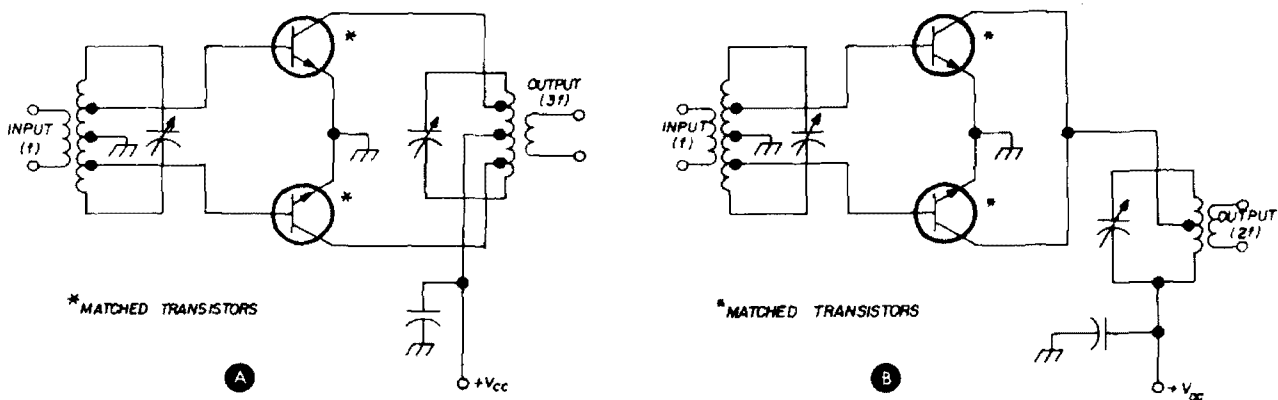 *
INPUT
(f)
*
OUTPUT
(3f)
*MATCHED TRANSISTORS
+Vcc
A
*
INPUT
(f)
*
OUTPUT
(2f)
*MATCHED TRANSISTORS
+Vcc
B